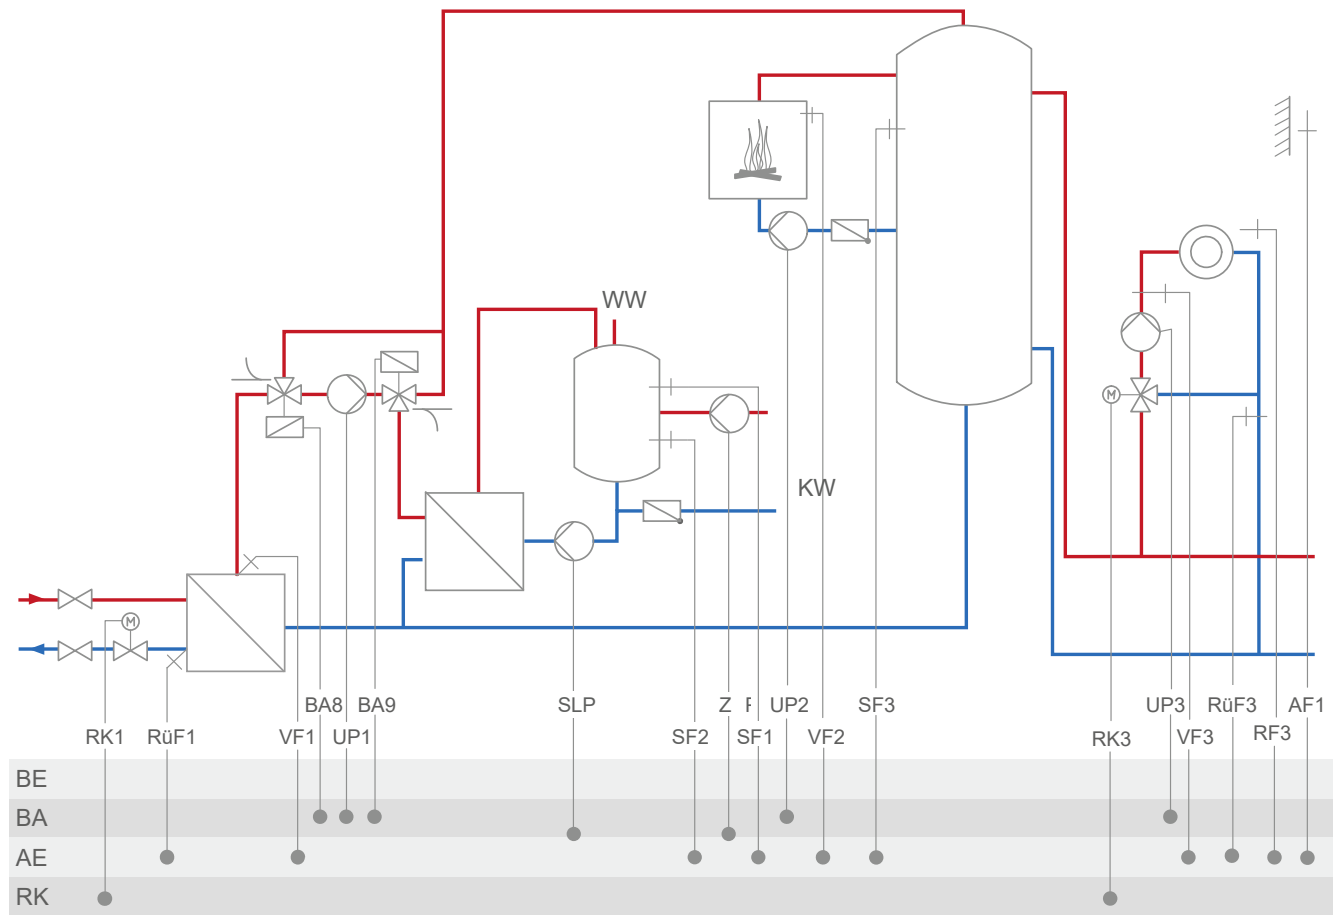 WW
M
KW
M
BA8
BA9
SLP
UP2
SF3
UP3
RüF3
AF1
RK1
RüF1
VF1
UP1
SF2
SF1
VF2
RK3
VF3
RF3
BE
BA
AE
RK